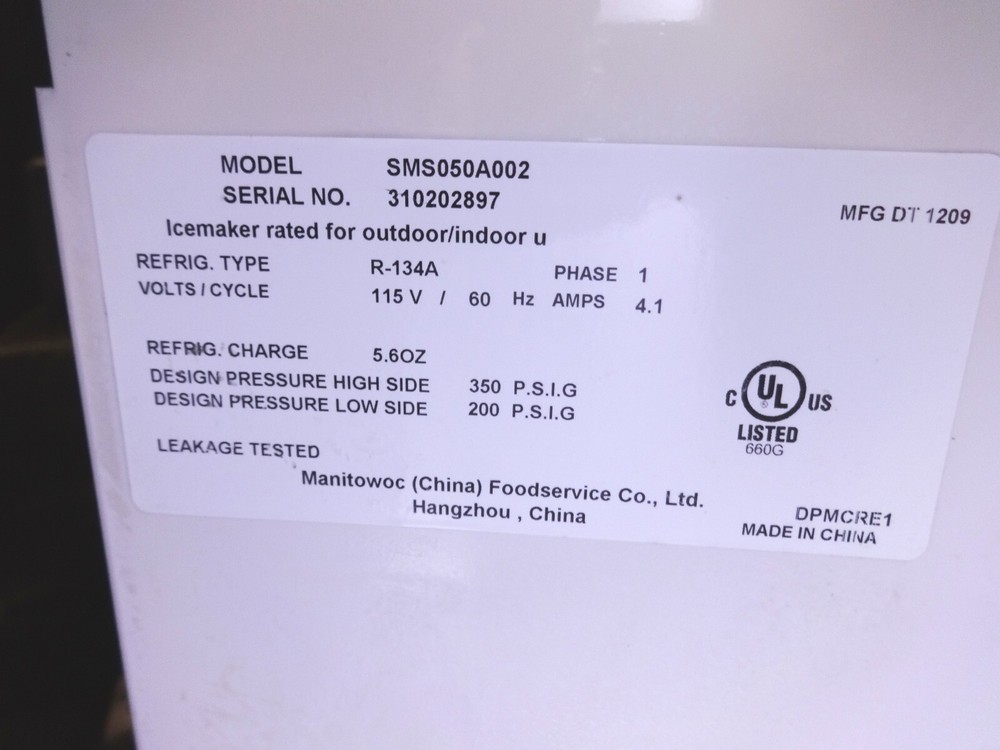 MODEL SMS050A002
SERIAL NO. 310202897
MFG DT 1209
Icemaker rated for outdoor/indoor u
REFRIG. TYPE R-134A PHASE 1
VOLTS / CYCLE 115 V / 60 Hz AMPS 4.1
REFRIG. CHARGE 5.6OZ
DESIGN PRESSURE HIGH SIDE 350 P.S.I.G
DESIGN PRESSURE LOW SIDE 200 P.S.I.G
C UL US
LISTED
660G
LEAKAGE TESTED
Manitowoc (China) Foodservice Co., Ltd.
Hangzhou , China
DPMCRE1
MADE IN CHINA